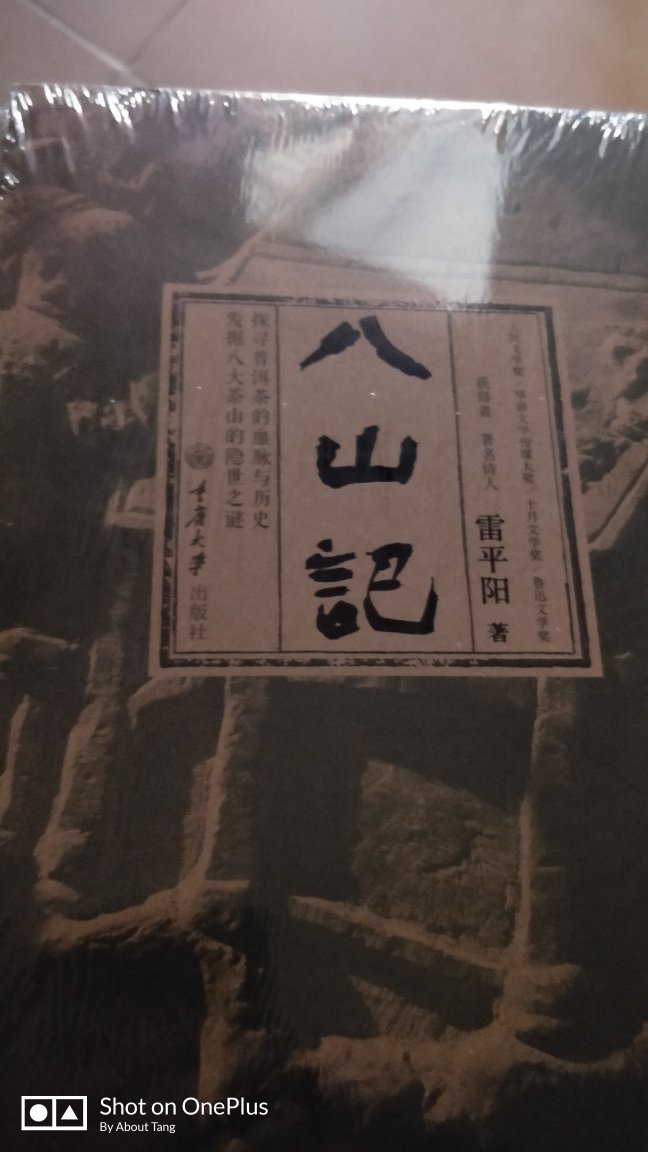 人民文学奖 华语文学传媒大奖 十月文学奖 鲁迅文学奖
获得者 著名诗人 雷平阳 著
八山記
探寻普洱茶的血脉与历史
发掘八大茶山的隐世之谜
重庆大学出版社
Shot on OnePlus
By About Tang